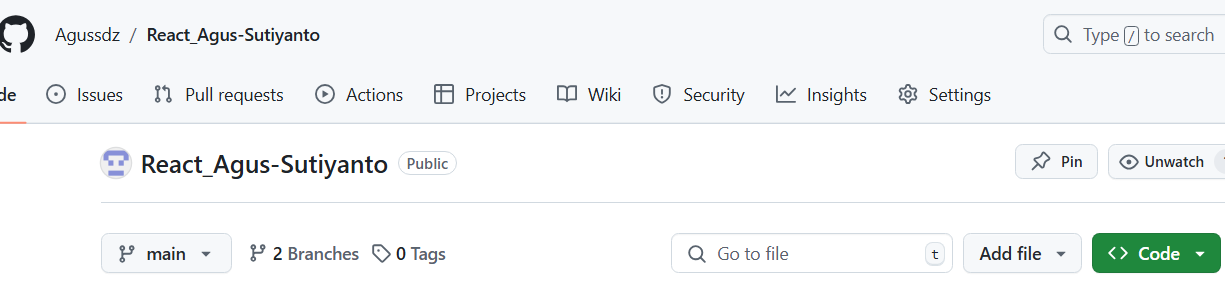 Agussdz / React_Agus-Sutiyanto
Type / to search
de Issues Pull requests Actions Projects Wiki Security Insights Settings
React_Agus-Sutiyanto Public
Pin
Unwatch
main 2 Branches 0 Tags
Go to file t
Add file
Code